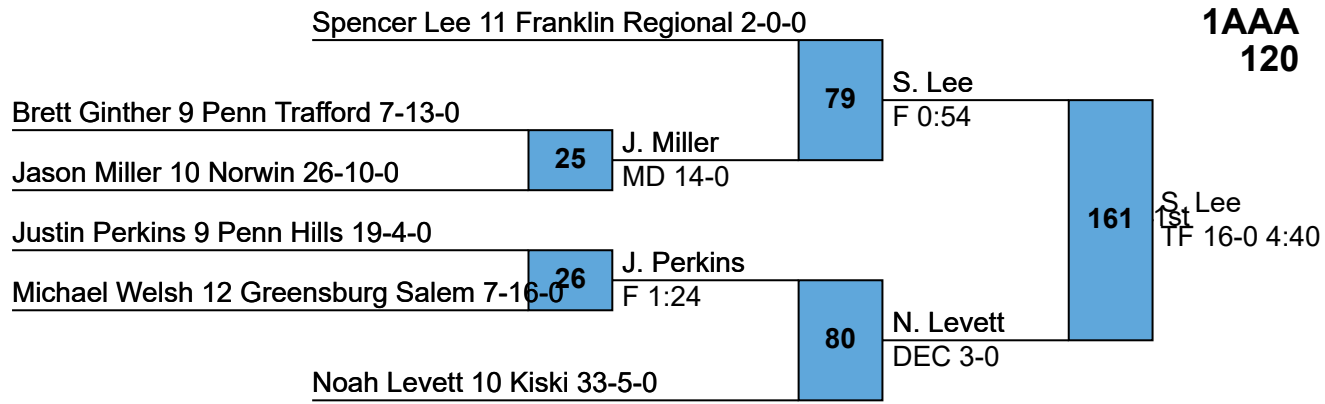 Spencer Lee 11 Franklin Regional 2-0-0
1AAA
120
79
S. Lee
F 0:54
Brett Ginther 9 Penn Trafford 7-13-0
25
J. Miller
MD 14-0
Jason Miller 10 Norwin 26-10-0
161
S. Lee
1st
TF 16-0 4:40
Justin Perkins 9 Penn Hills 19-4-0
26
J. Perkins
F 1:24
Michael Welsh 12 Greensburg Salem 7-16-0
80
N. Levett
DEC 3-0
Noah Levett 10 Kiski 33-5-0